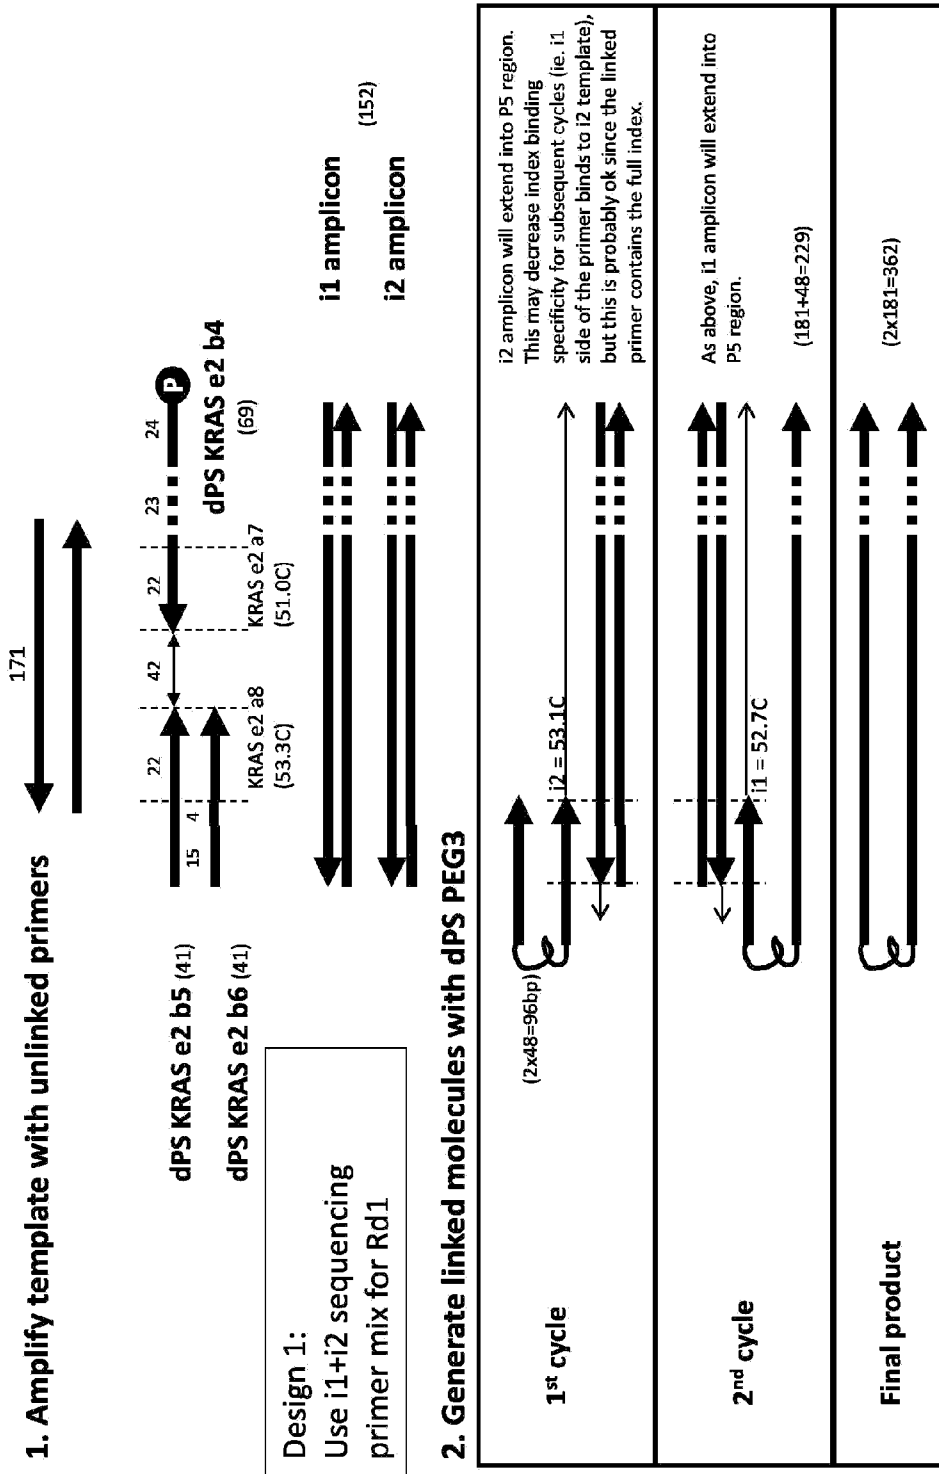 1. Amplify template with unlinked primers
171
dPS KRAS e2 b5 (41)
dPS KRAS e2 b6 (41)
15
4
22
42
22
23
24
P
KRAS e2 a8
(53.3C)
KRAS e2 a7
(51.0C)
dPS KRAS e2 b4
(69)
i1 amplicon
(152)
i2 amplicon
Design 1:
Use i1+i2 sequencing
primer mix for Rd1
2. Generate linked molecules with dPS PEG3
1st cycle
(2x48=96bp)
i2 = 53.1C
i2 amplicon will extend into P5 region.
This may decrease index binding
specificity for subsequent cycles (ie. i1
side of the primer binds to i2 template),
but this is probably ok since the linked
primer contains the full index.
2nd cycle
i1 = 52.7C
As above, i1 amplicon will extend into
P5 region.
(181+48=229)
Final product
(2x181=362)